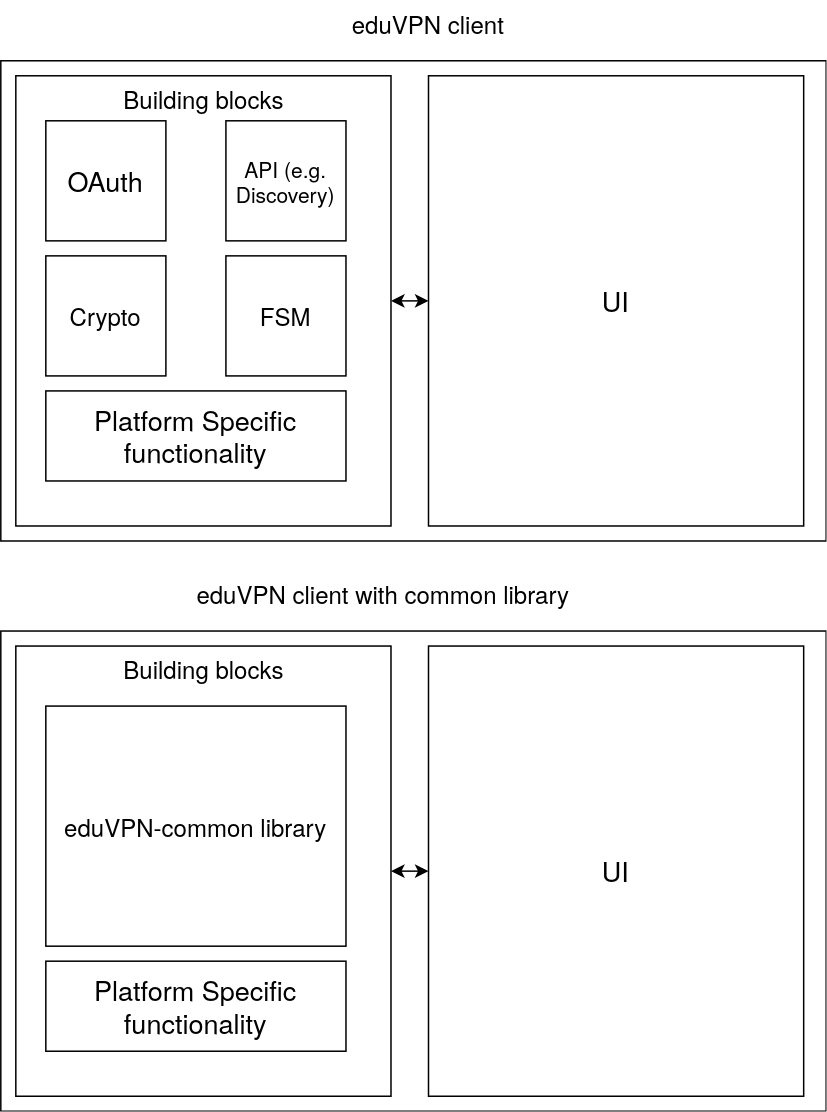 eduVPN client
Building blocks
OAuth
API (e.g.
Discovery)
Crypto
FSM
Platform Specific
functionality
UI
eduVPN client with common library
Building blocks
eduVPN-common library
Platform Specific
functionality
UI